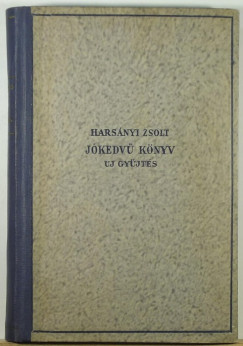 HARSÁNYI ZSOLT
JÓKEDVŰ KÖNYV
UJ GYŰJTÉS